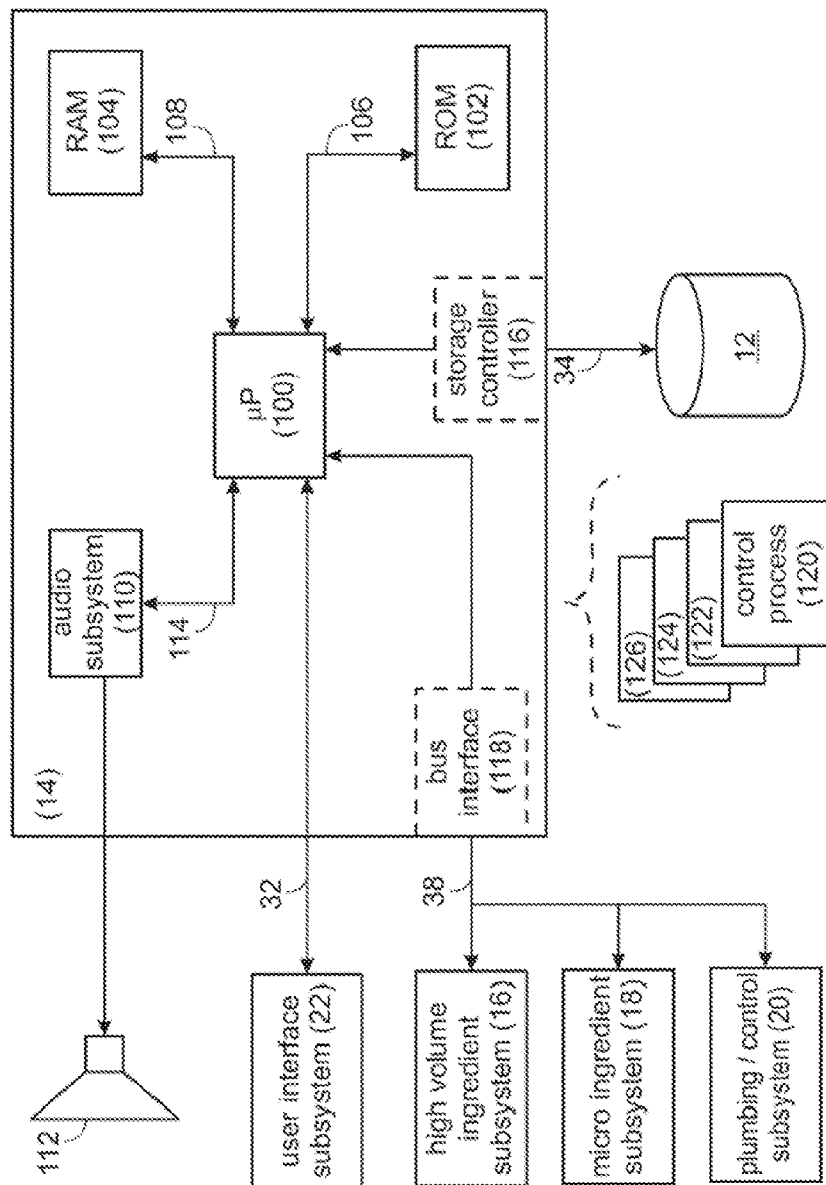 (14)
RAM
(104)
108
106
ROM
(102)
µP
(100)
audio
subsystem
(110)
114
storage
controller
(116)
34
12
bus
interface
(118)
(126)
(124)
(122)
control
process
(120)
112
32
38
user interface
subsystem (22)
high volume
ingredient
subsystem (16)
micro ingredient
subsystem (18)
plumbing / control
subsystem (20)